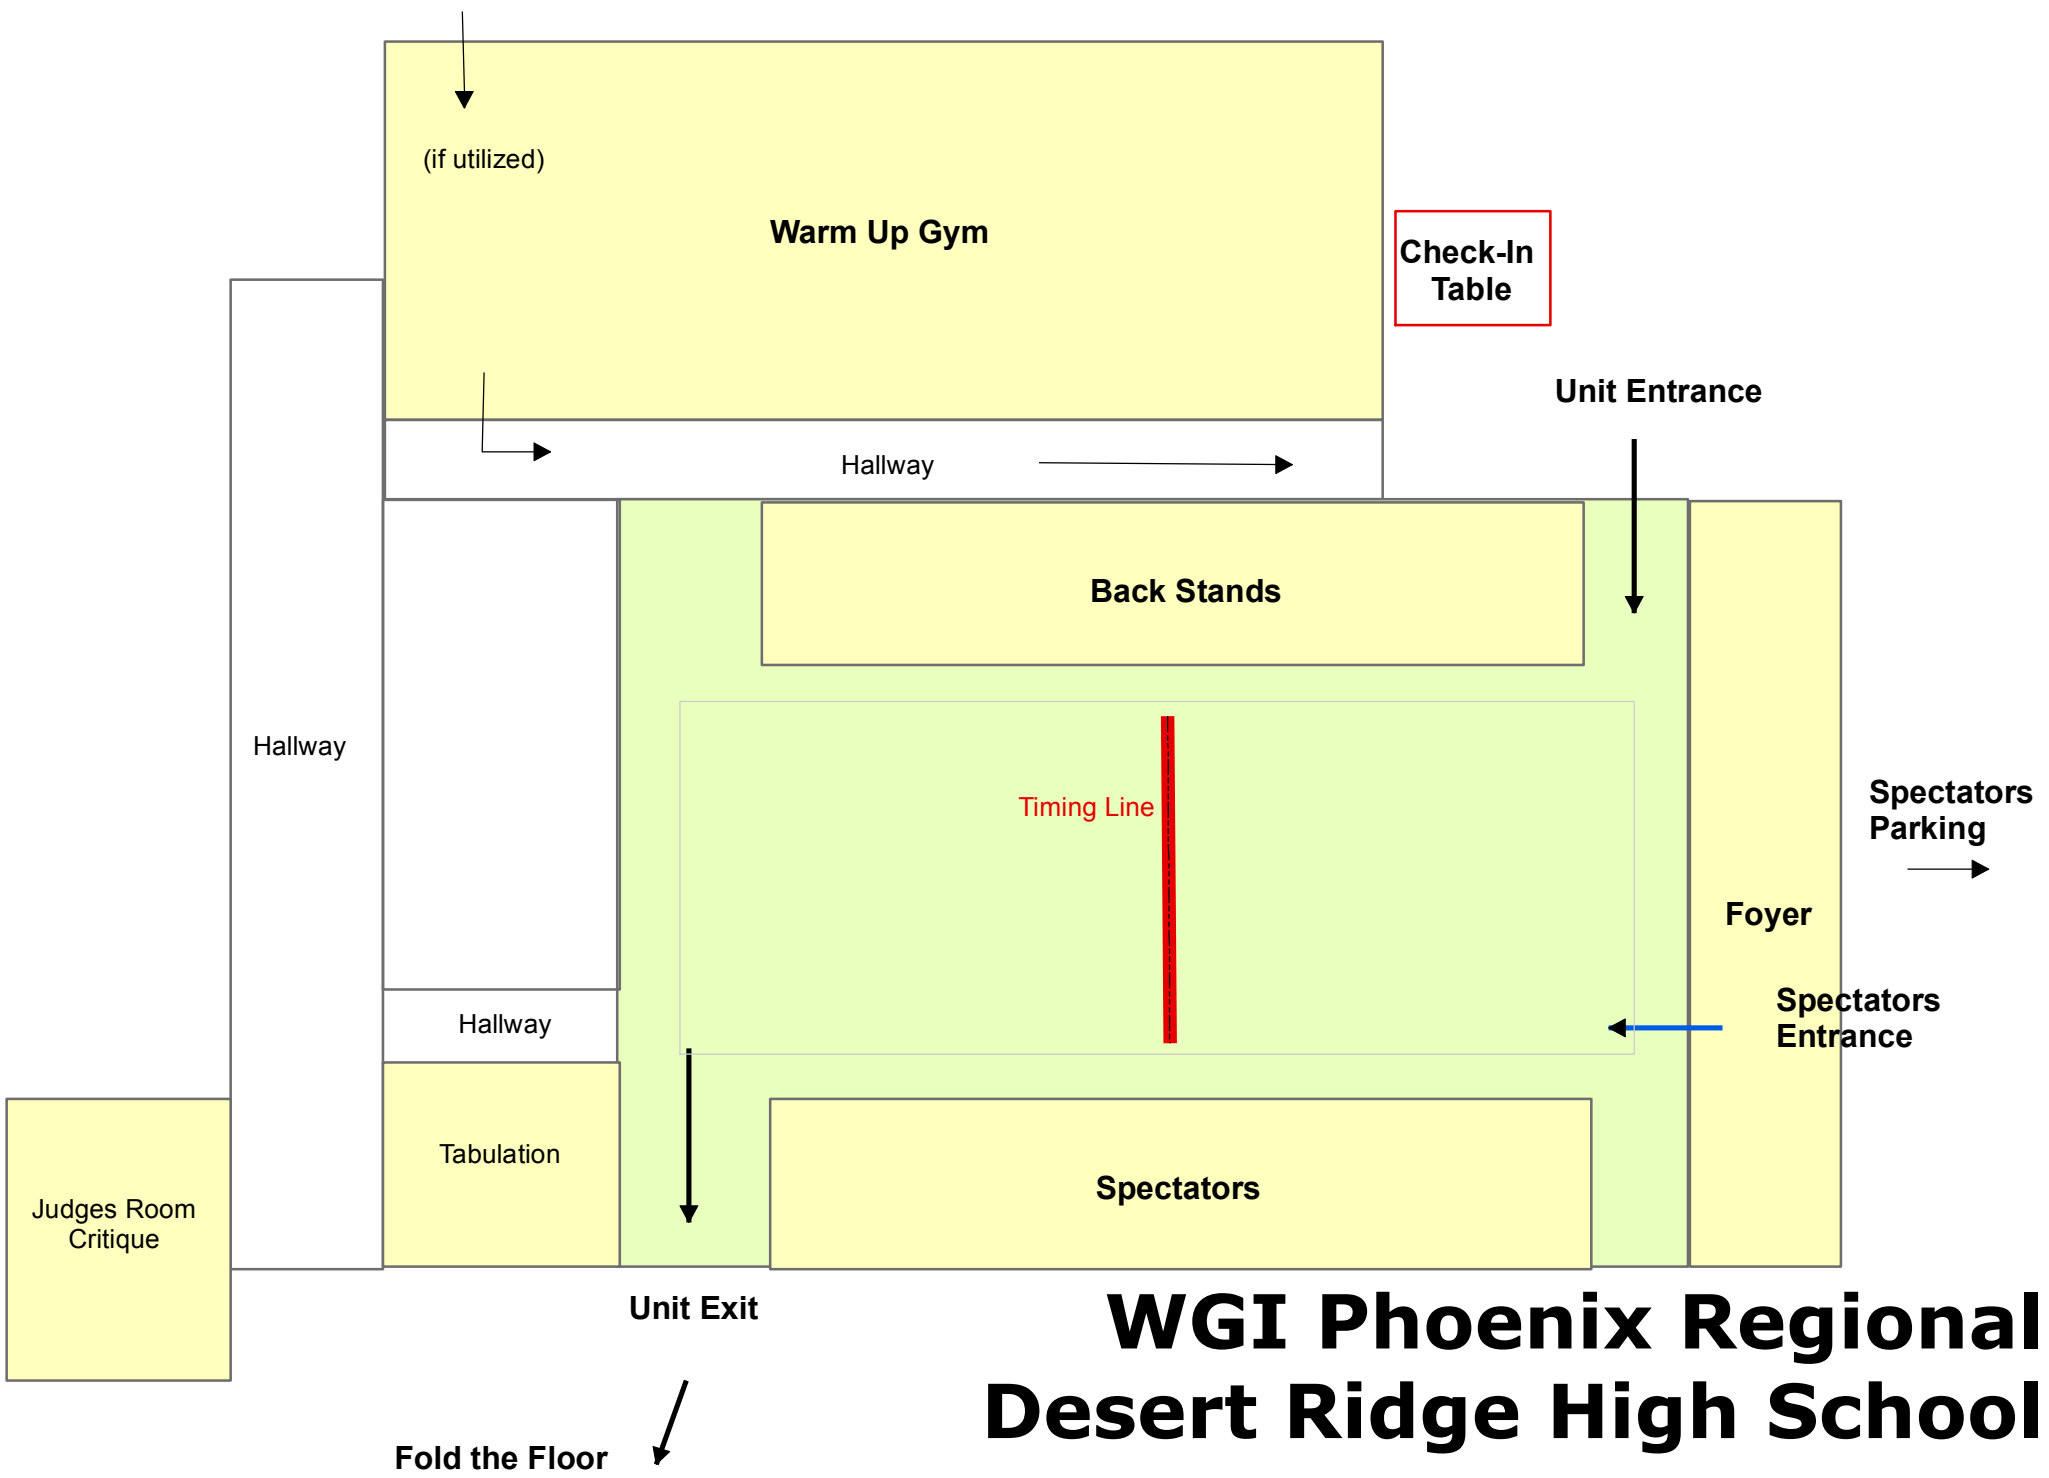 (if utilized)
Warm Up Gym
Check-In
Table
Unit Entrance
Hallway
Back Stands
Hallway
Timing Line
Spectators
Parking
Foyer
Spectators
Entrance
Hallway
Tabulation
Spectators
Judges Room
Critique
Unit Exit
WGI Phoenix Regional
Desert Ridge High School
Fold the Floor